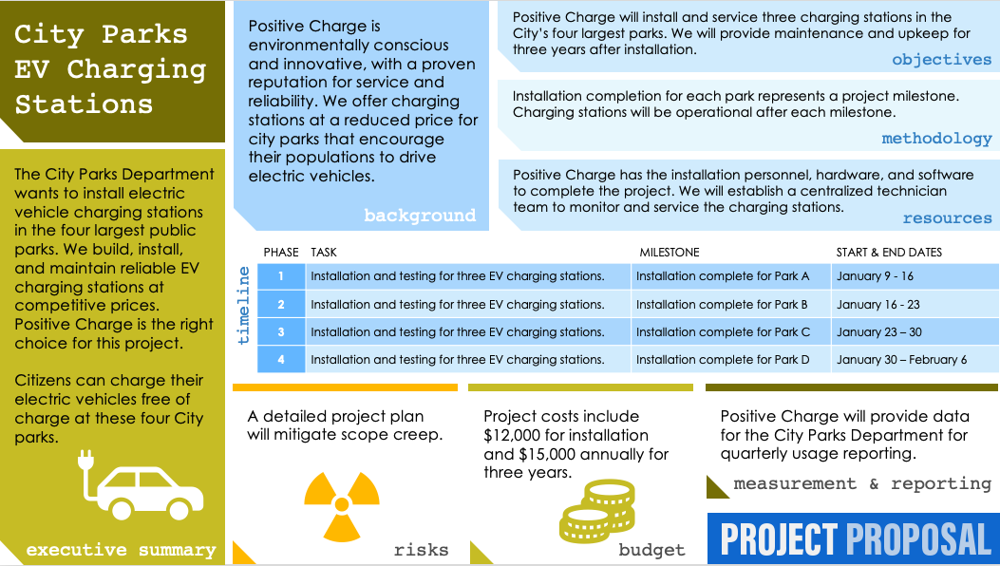 City Parks
EV Charging
Stations
The City Parks Department
wants to install electric
vehicle charging stations
in the four largest public
parks. We build, install,
and maintain reliable EV
charging stations at
competitive prices.
Positive Charge is the right
choice for this project.
Citizens can charge their
electric vehicles free of
charge at these four City
parks.
executive summary
Positive Charge is
environmentally conscious
and innovative, with a proven
reputation for service and
reliability. We offer charging
stations at a reduced price for
city parks that encourage
their populations to drive
electric vehicles.
background
Positive Charge will install and service three charging stations in the
City’s four largest parks. We will provide maintenance and upkeep for
three years after installation.
objectives
Installation completion for each park represents a project milestone.
Charging stations will be operational after each milestone.
methodology
Positive Charge has the installation personnel, hardware, and software
to complete the project. We will establish a centralized technician
team to monitor and service the charging stations.
resources
timeline
PHASE TASK MILESTONE START & END DATES
1 Installation and testing for three EV charging stations. Installation complete for Park A January 9 - 16
2 Installation and testing for three EV charging stations. Installation complete for Park B January 16 - 23
3 Installation and testing for three EV charging stations. Installation complete for Park C January 23 – 30
4 Installation and testing for three EV charging stations. Installation complete for Park D January 30 – February 6
A detailed project plan
will mitigate scope creep.
risks
Project costs include
$12,000 for installation
and $15,000 annually for
three years.
budget
Positive Charge will provide data
for the City Parks Department for
quarterly usage reporting.
measurement & reporting
PROJECT PROPOSAL